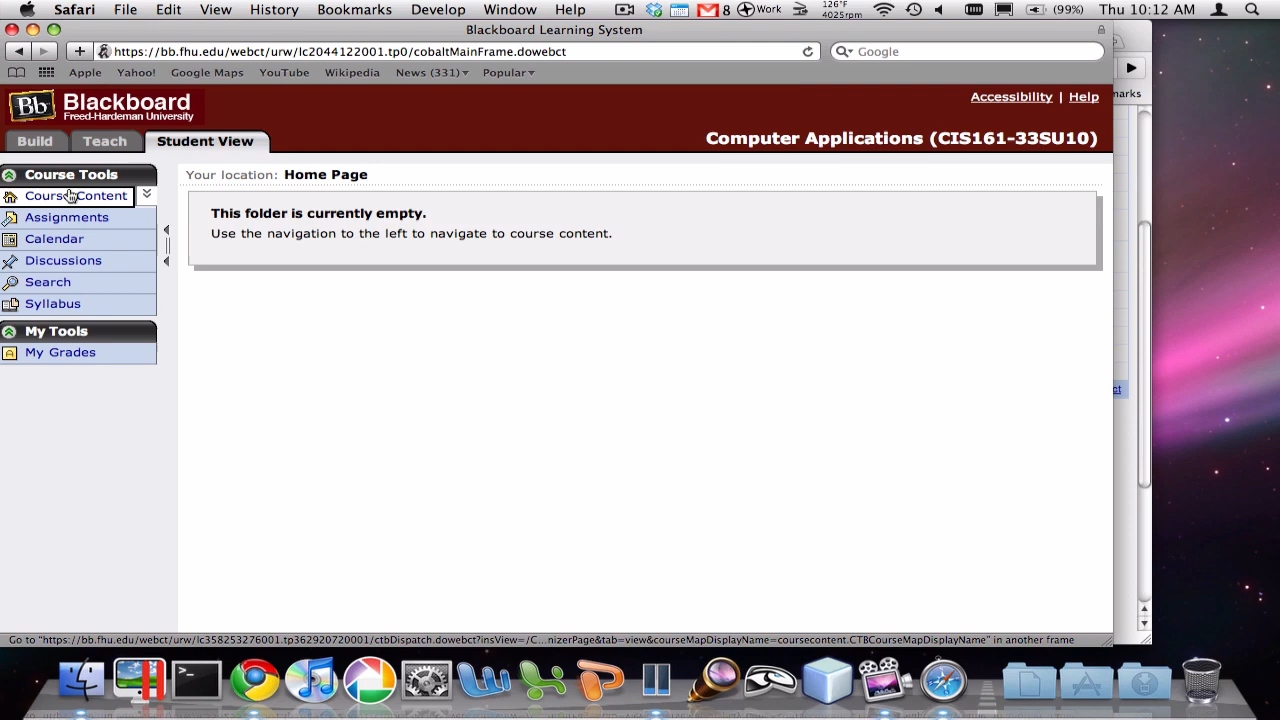 Safari File Edit View History Bookmarks Develop Window Help 8 Work 126°F 4025rpm (99%) Thu 10:12 AM
Blackboard Learning System
https://bb.fhu.edu/webct/urw/lc2044122001.tp0/cobaltMainFrame.dowebct
Google
Apple Yahoo! Google Maps YouTube Wikipedia News (331) Popular
marks
Bb Blackboard
Freed-Hardeman University
Accessibility | Help
Build Teach Student View
Computer Applications (CIS161-33SU10)
Course Tools
Course Content
Assignments
Calendar
Discussions
Search
Syllabus
My Tools
My Grades
Your location: Home Page
This folder is currently empty.
Use the navigation to the left to navigate to course content.
ct
Go to "https://bb.fhu.edu/webct/urw/lc358253276001.tp362920720001/ctbDispatch.dowebct?insView=/C...nizerPage&tab=view&courseMapDisplayName=coursecontent.CTBCourseMapDisplayName" in another frame